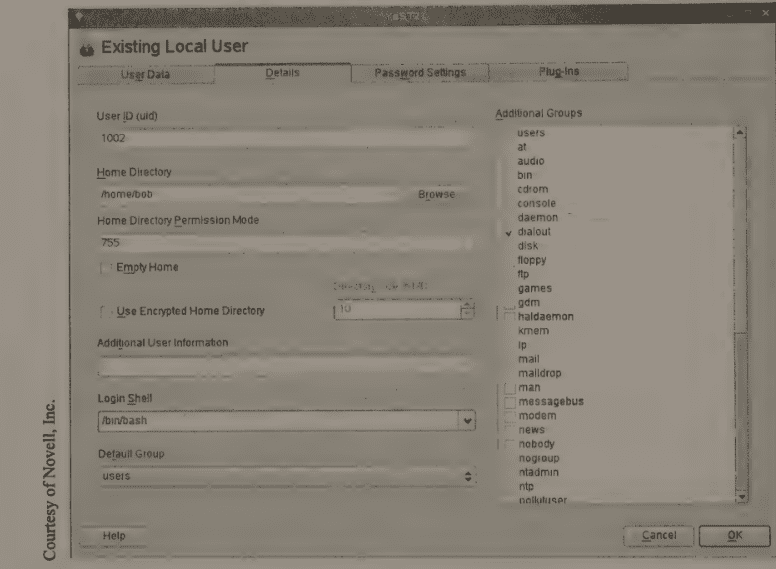 YaST2
Existing Local User
User Data
Details
Password Settings
Plug-Ins
User ID (uid)
1002
Home Directory
/home/bob
Browse
Home Directory Permission Mode
755
Empty Home
Use Encrypted Home Directory
10
Additional User Information
Login Shell
/bin/bash
Default Group
users
Additional Groups
users
at
audio
bin
cdrom
console
daemon
dialout
disk
floppy
ftp
games
gdm
haldaemon
kmem
lp
mail
maildrop
man
messagebus
modem
news
nobody
nogroup
ntadmin
ntp
polkituser
Help
Cancel
OK
Courtesy of Novell, Inc.